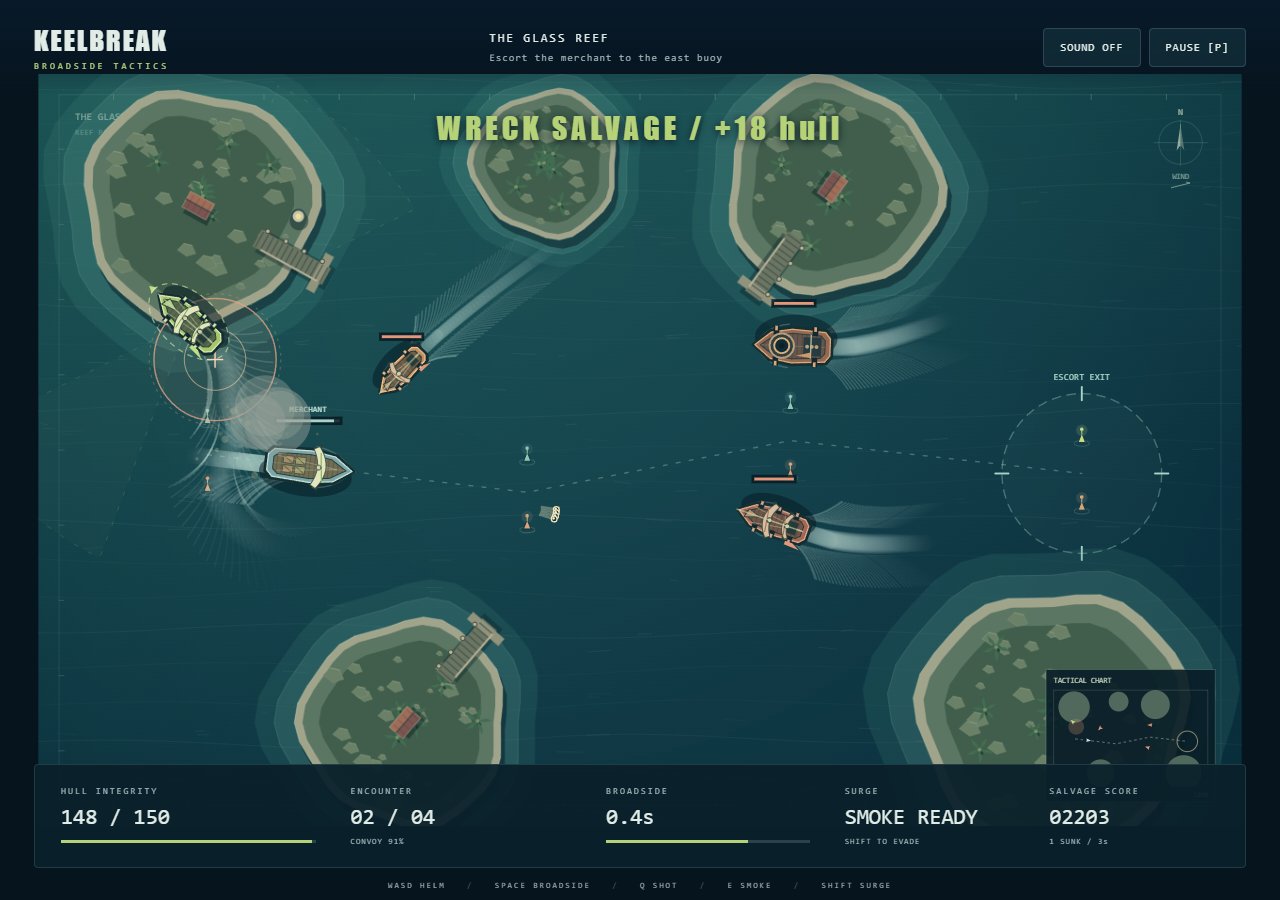 KEELBREAK
BROADSIDE TACTICS
THE GLASS REEF
Escort the merchant to the east buoy
SOUND OFF
PAUSE [P]
THE GLAS
REEF
WRECK SALVAGE / +18 hull
N
WIND
MERCHANT
ESCORT EXIT
TACTICAL CHART
HULL INTEGRITY
148 / 150
ENCOUNTER
02 / 04
CONVOY 91%
BROADSIDE
0.4s
SURGE
SMOKE READY
SHIFT TO EVADE
SALVAGE SCORE
02203
1 SUNK / 3s
WASD HELM / SPACE BROADSIDE / Q SHOT / E SMOKE / SHIFT SURGE